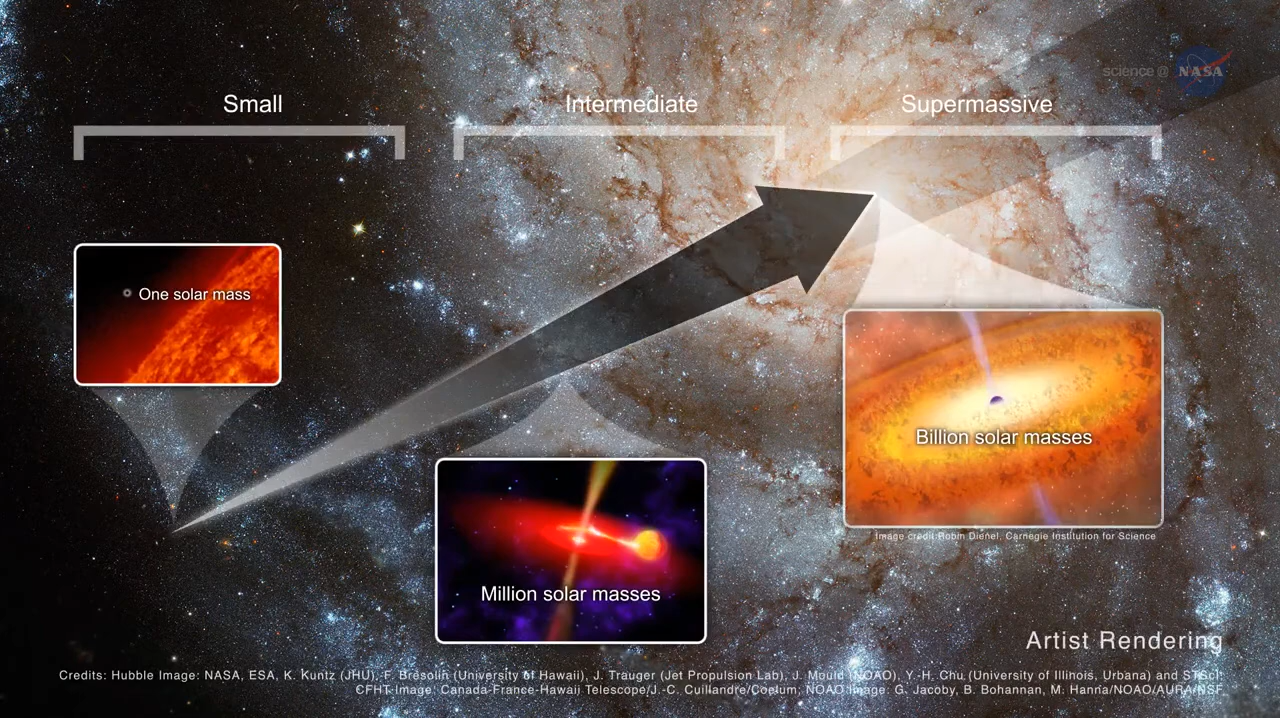 science@ NASA
Small
Intermediate
Supermassive
One solar mass
Billion solar masses
Image credit:Robin Dienel, Carnegie Institution for Science
Million solar masses
Artist Rendering
Credits: Hubble Image: NASA, ESA, K. Kuntz (JHU), F. Bresolin (University of Hawaii), J. Trauger (Jet Propulsion Lab), J. Mould (NOAO), Y.-H. Chu (University of Illinois, Urbana) and STScI;
CFHT Image: Canada-France-Hawaii Telescope/J.-C. Cuillandre/Coelum; NOAO Image: G. Jacoby, B. Bohannan, M. Hanna/NOAO/AURA/NSF